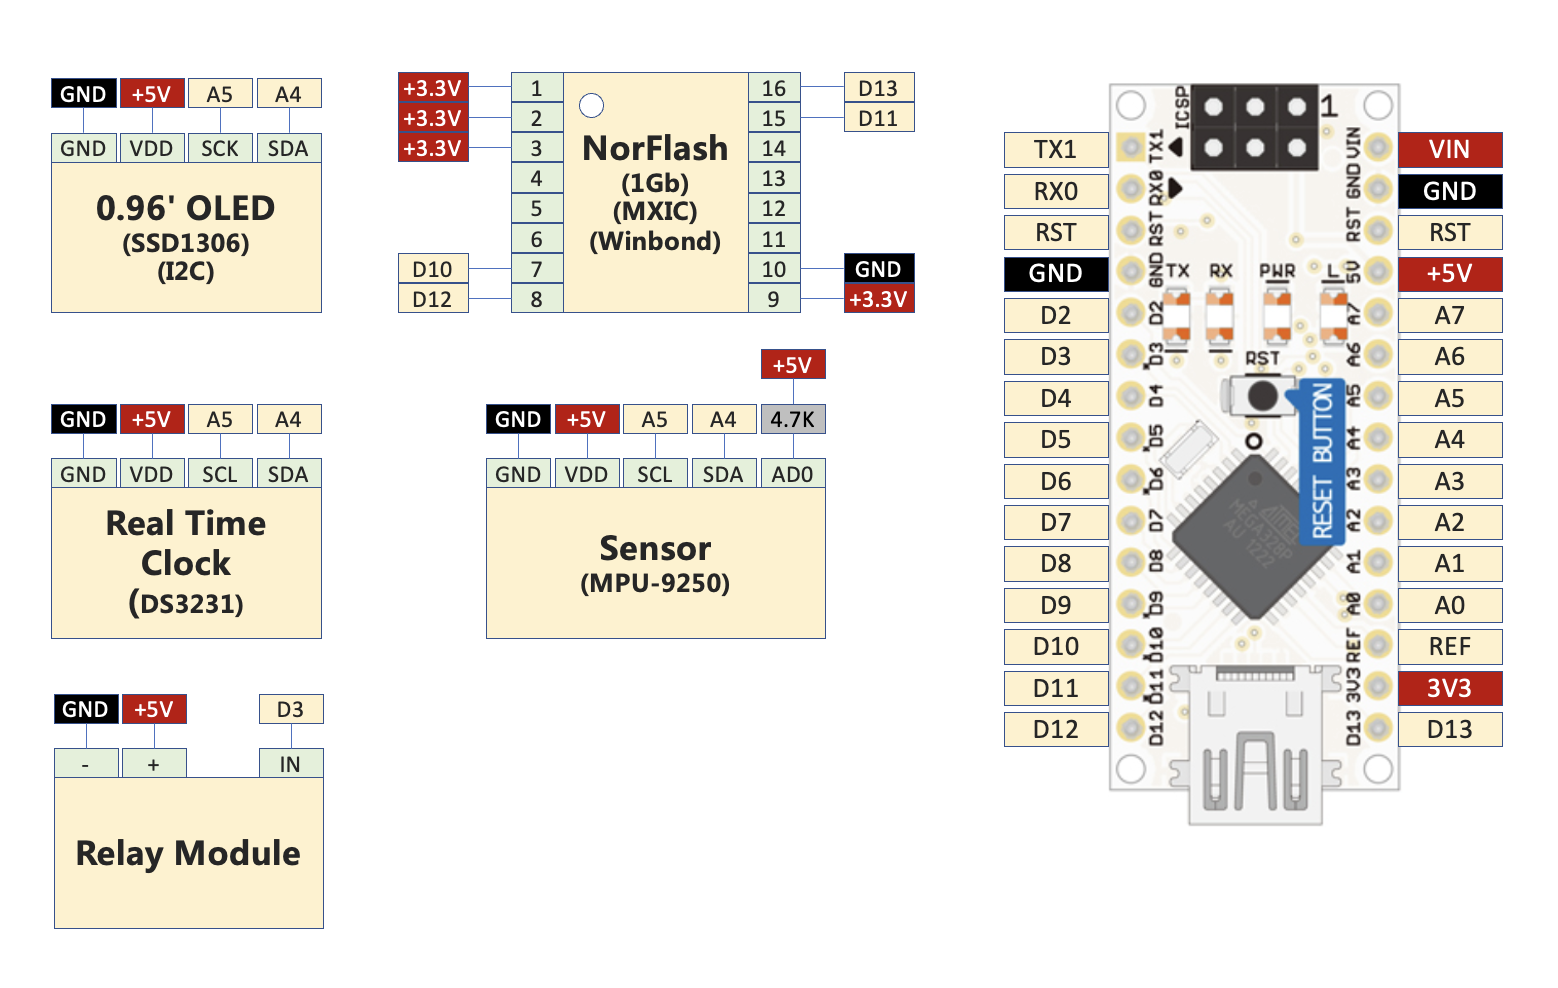 GND +5V A5 A4
GND VDD SCK SDA
0.96' OLED
(SSD1306)
(I2C)
+3.3V 1 16 D13
+3.3V 2 15 D11
+3.3V 3 14
4 13
5 12
6 11
D10 7 10 GND
D12 8 9 +3.3V
NorFlash
(1Gb)
(MXIC)
(Winbond)
GND +5V A5 A4
GND VDD SCL SDA
Real Time
Clock
(DS3231)
+5V
GND +5V A5 A4 4.7K
GND VDD SCL SDA AD0
Sensor
(MPU-9250)
GND +5V D3
- + IN
Relay Module
ICSP 1
TX1 TX1 VIN VIN
RX0 RX0 GND GND
RST RST RST RST
GND GND 5V +5V
TX RX PWR L
D2 D2 A7 A7
D3 D3 A6 A6
RST
D4 D4 A5 A5
D5 D5 A4 A4
D6 D6 A3 A3
D7 D7 A2 A2
D8 D8 A1 A1
D9 D9 A0 A0
D10 D10 REF REF
D11 D11 3V3 3V3
D12 D12 D13 D13
RESET BUTTON
MEGA328P
AU 1222